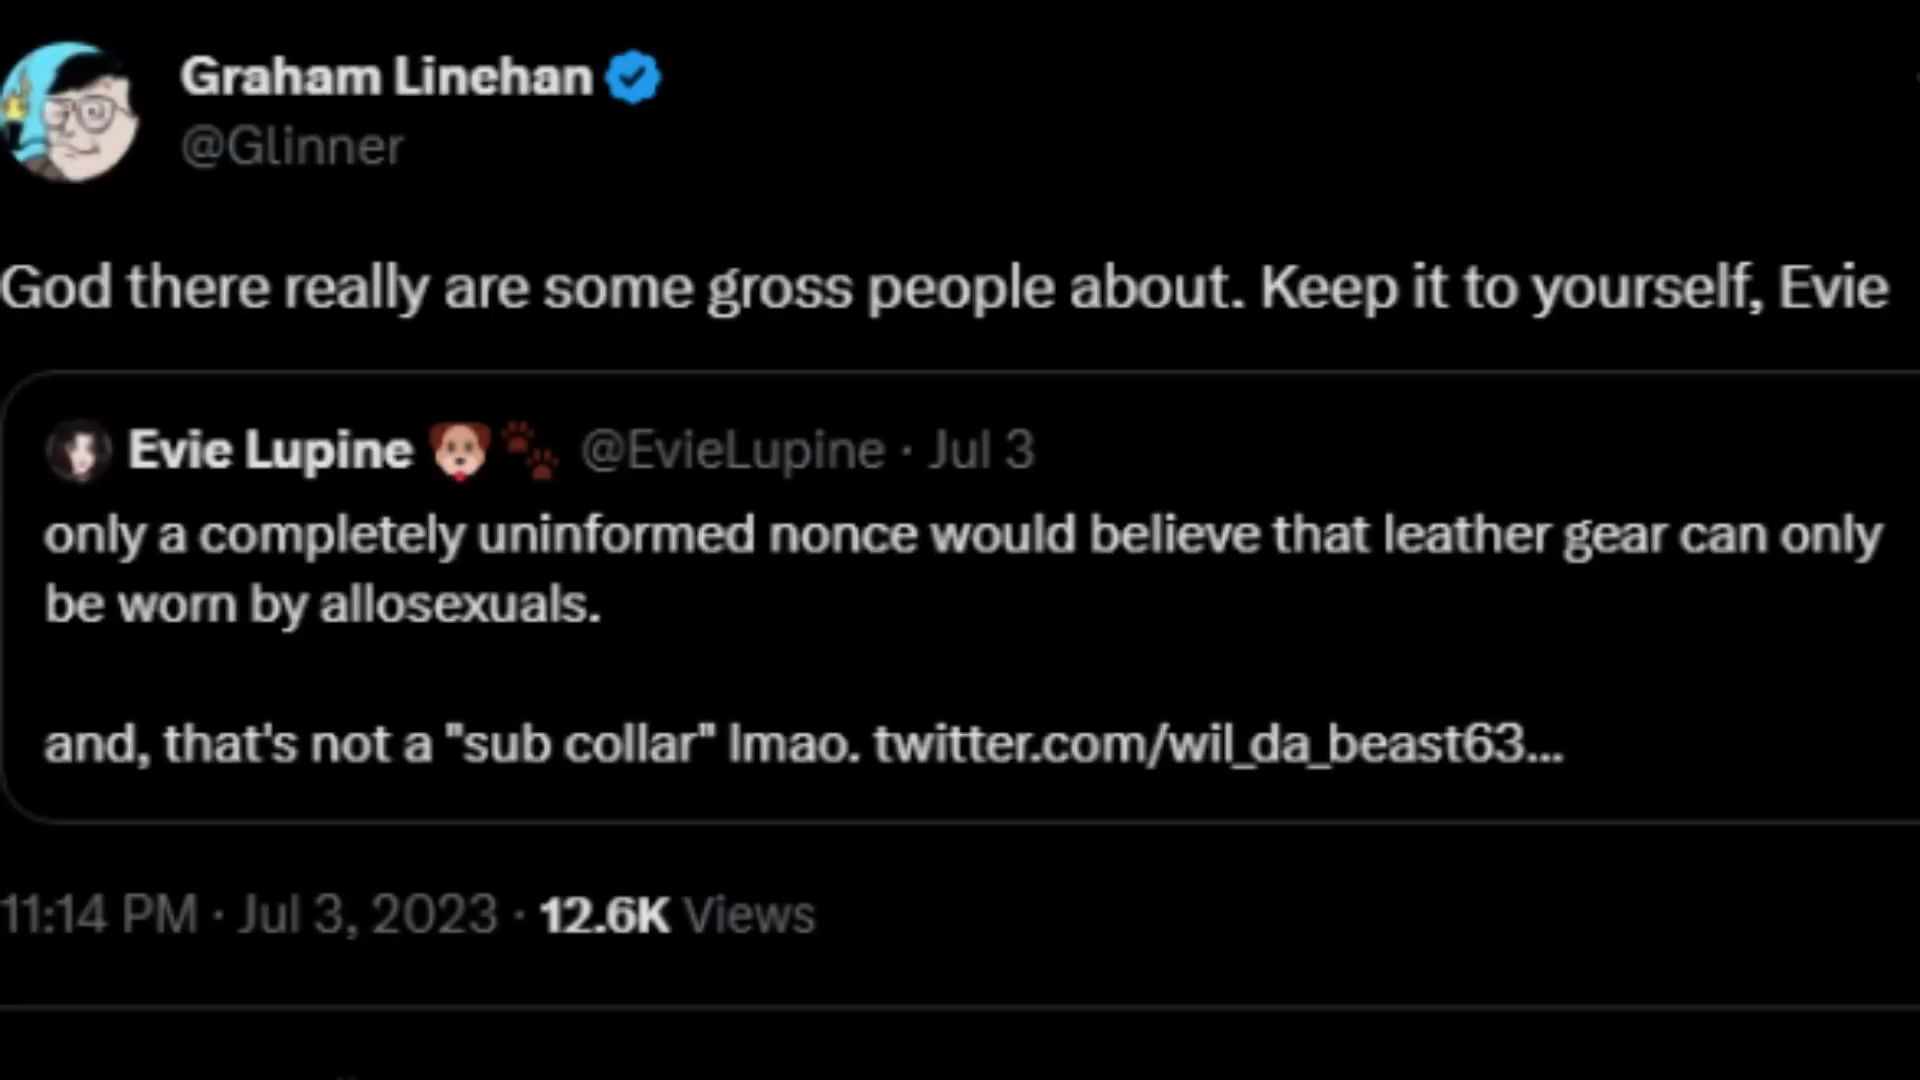 Graham Linehan
@Glinner
God there really are some gross people about. Keep it to yourself, Evie
Evie Lupine 🐶🐾 @EvieLupine · Jul 3
only a completely uninformed nonce would believe that leather gear can only
be worn by allosexuals.
and, that's not a "sub collar" lmao. twitter.com/wil_da_beast63...
11:14 PM · Jul 3, 2023 · 12.6K Views